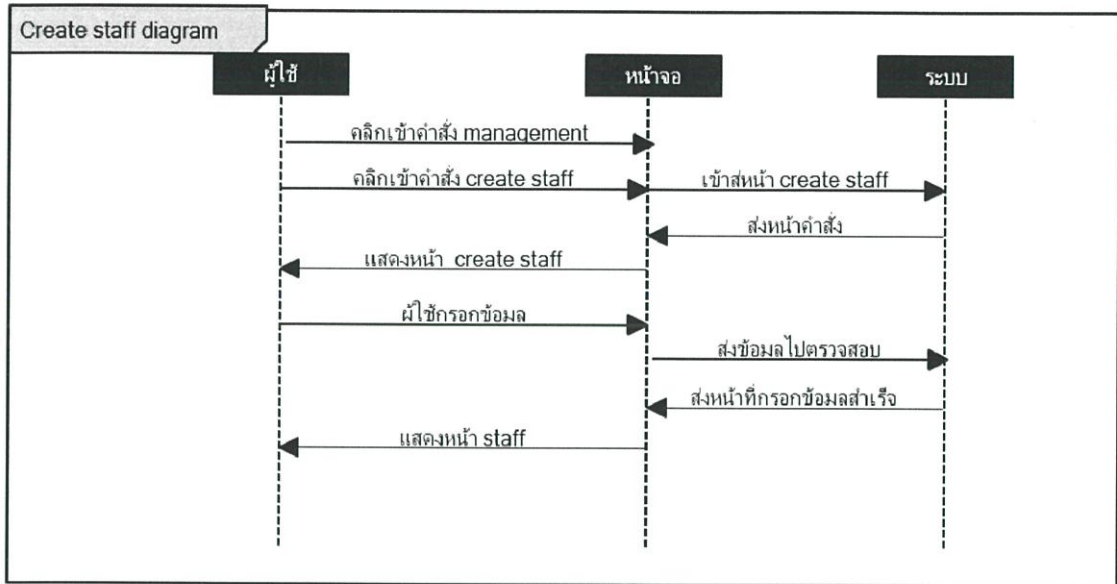 Create staff diagram
ผู้ใช้
หน้าจอ
ระบบ
คลิกเข้าคำสั่ง management
คลิกเข้าคำสั่ง create staff
เข้าส่หน้า create staff
ส่งหน้าคำสั่ง
แสดงหน้า create staff
ผ้ใช้กรอกข้อมล
ส่งข้อมลไปตรวจสอบ
ส่งหน้าที่กรอกข้อมลสำเร็จ
แสดงหน้า staff